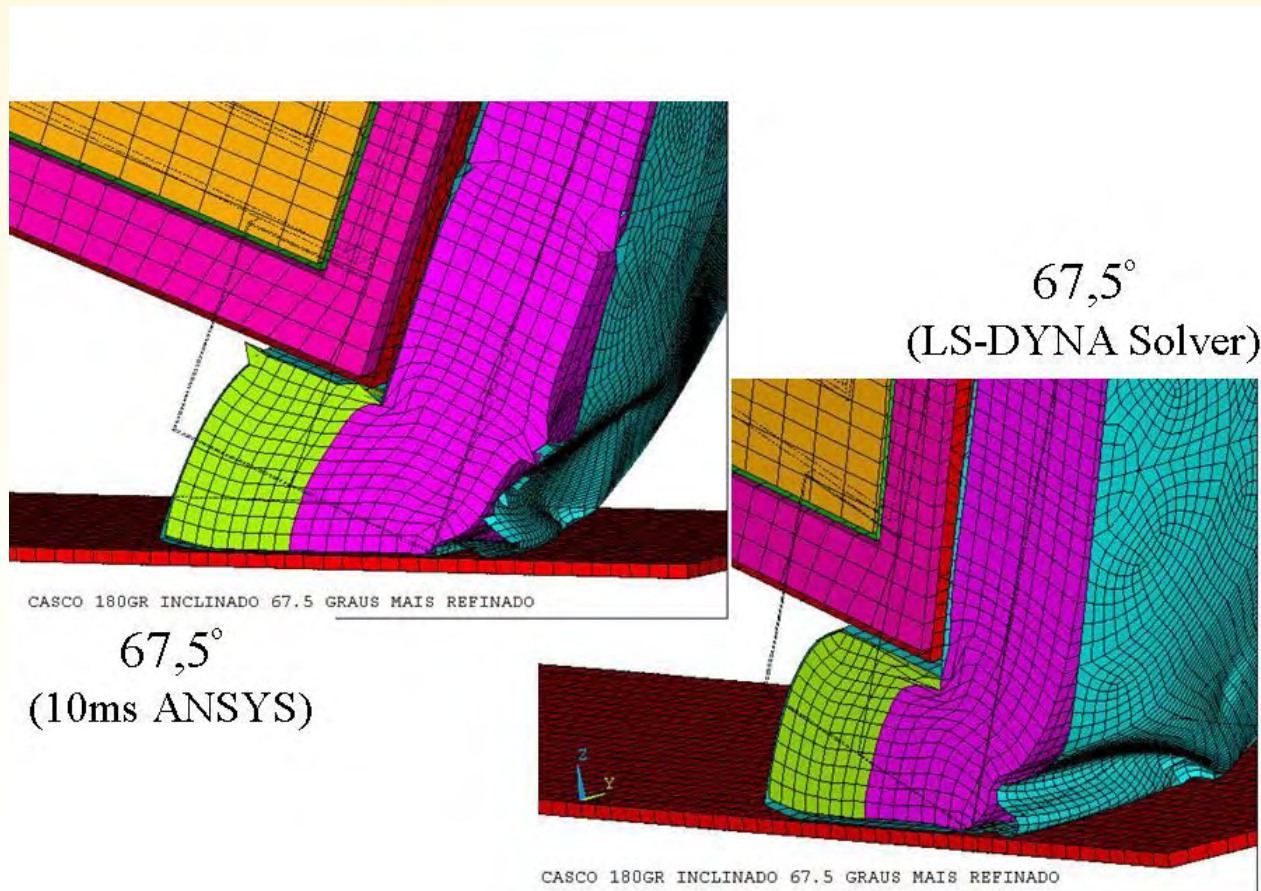 67,5°
(LS-DYNA Solver)
CASCO 180GR INCLINADO 67.5 GRAUS MAIS REFINADO
67,5°
(10ms ANSYS)
Z
Y
CASCO 180GR INCLINADO 67.5 GRAUS MAIS REFINADO